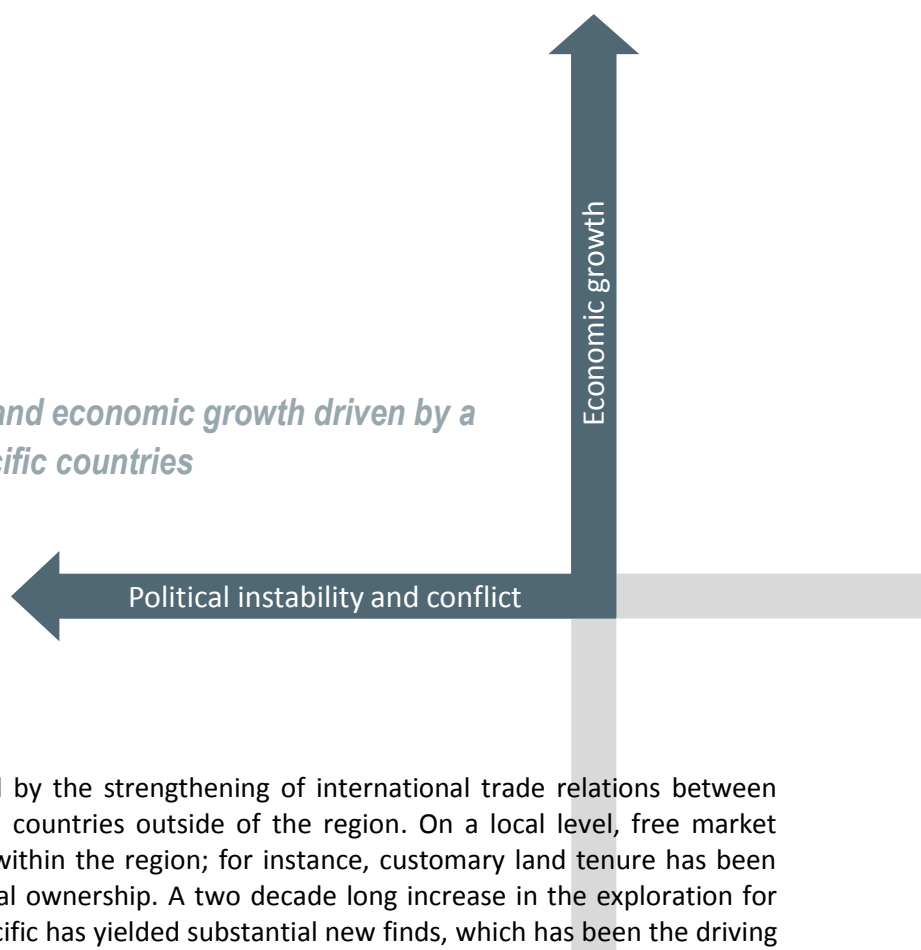 Economic growth
and economic growth driven by a
cific countries
Political instability and conflict
by the strengthening of international trade relations between
countries outside of the region. On a local level, free market
within the region; for instance, customary land tenure has been
al ownership. A two decade long increase in the exploration for
cific has yielded substantial new finds, which has been the driving